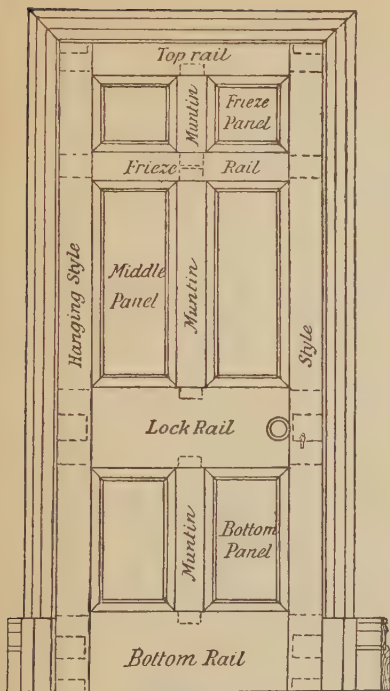 Top rail
Muntin
Frieze
Panel
Frieze Rail
Hanging Style
Middle
Panel
Muntin
Style
Lock Rail
Muntin
Bottom
Panel
Bottom Rail